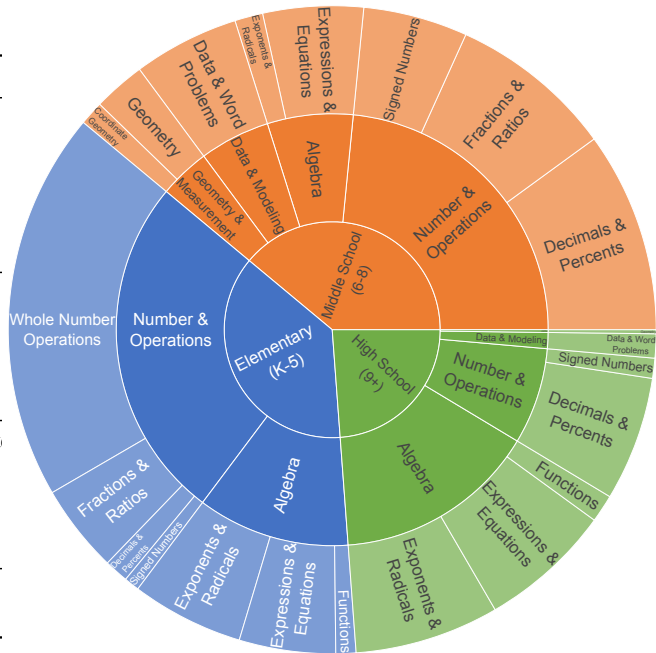 Middle School
(6-8)
Number &
Operations
Decimals &
Percents
Fractions &
Ratios
Signed Numbers
Algebra
Expressions &
Equations
Exponents &
Radicals
Data & Modeling
Data & Word
Problems
Geometry &
Measurement
Geometry
Coordinate
Geometry
Elementary
(K-5)
Number &
Operations
Whole Number
Operations
Fractions &
Ratios
Decimals &
Percents
Signed Numbers
Algebra
Exponents &
Radicals
Expressions &
Equations
Functions
High School
(9+)
Algebra
Exponents &
Radicals
Expressions &
Equations
Functions
Number &
Operations
Decimals &
Percents
Signed Numbers
Data & Modeling
Data & Word
Problems